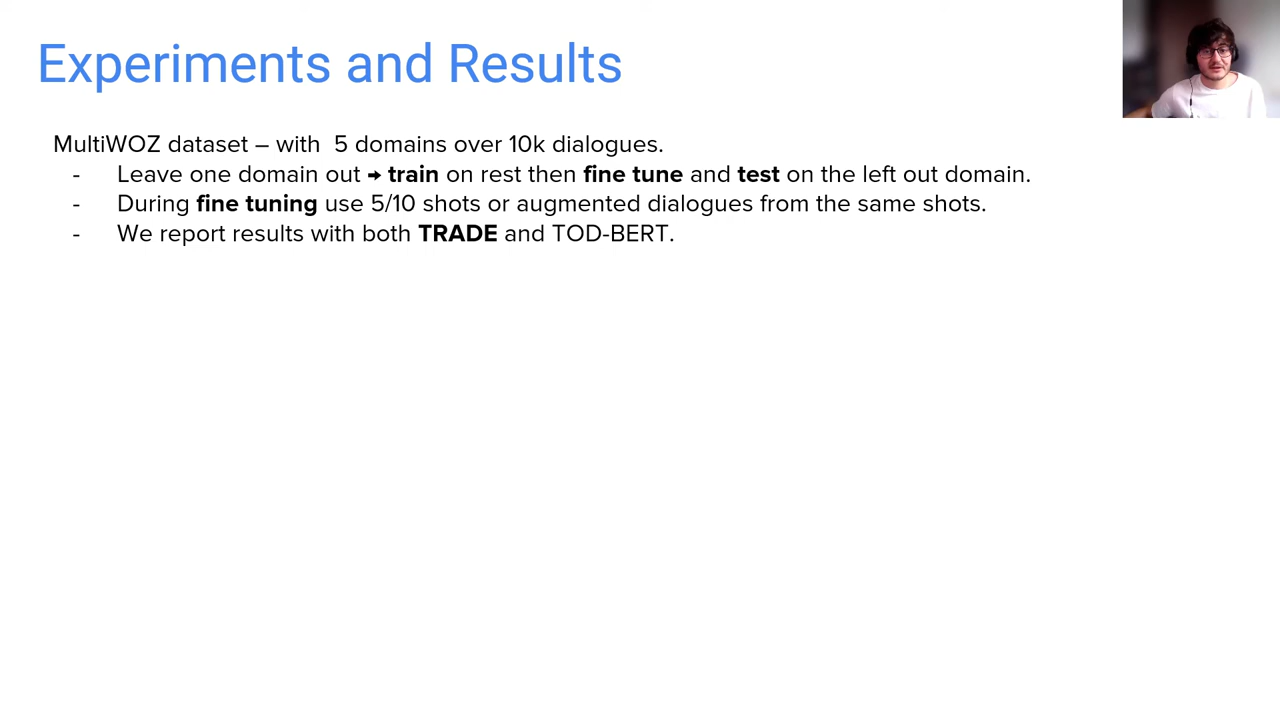 Experiments and Results
MultiWOZ dataset – with 5 domains over 10k dialogues.
- Leave one domain out → train on rest then fine tune and test on the left out domain.
- During fine tuning use 5/10 shots or augmented dialogues from the same shots.
- We report results with both TRADE and TOD-BERT.